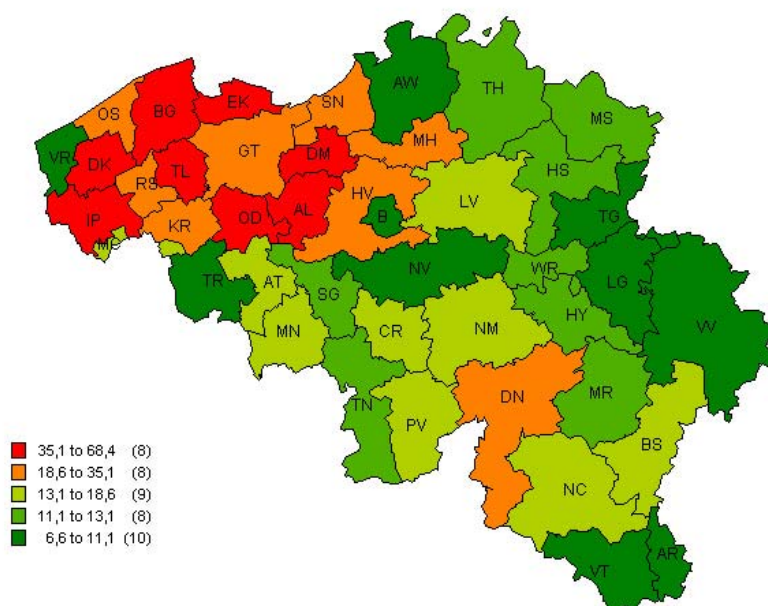 AW
TH
SN
EK
BG
OS
MS
MH
GT
VR
DM
DK
TL
HS
RS
HV
LV
AL
OD
B
TG
IP
KR
MC
NV
WR
TR
AT
LG
SG
HY
VV
MN
CR
NM
DN
MR
TN
PV
BS
NC
AR
VT
35,1 to 68,4 (8)
18,6 to 35,1 (8)
13,1 to 18,6 (9)
11,1 to 13,1 (8)
6,6 to 11,1 (10)